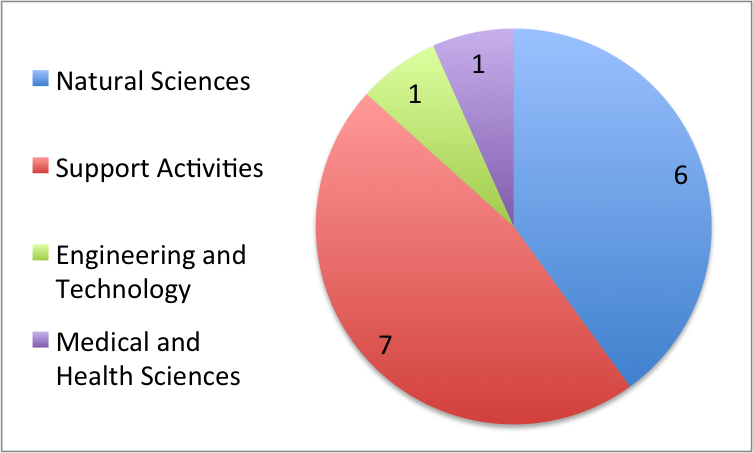 Natural Sciences
Support Activities
Engineering and
Technology
Medical and
Health Sciences
1
1
6
7